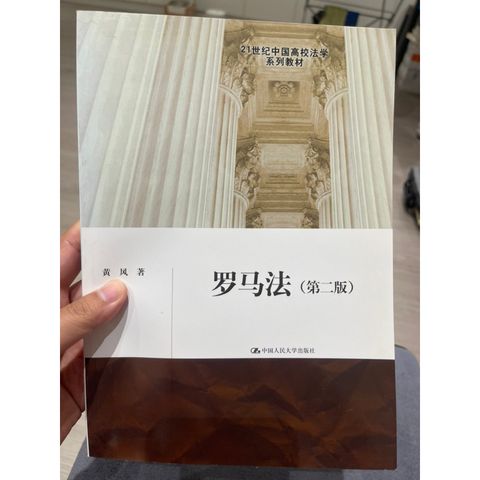 21世纪中国高校法学
系列教材
黄风 著
罗马法（第二版）
中国人民大学出版社